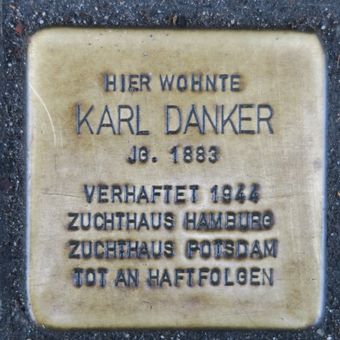 HIER WOHNTE
KARL DANKER
JG. 1883
VERHAFTET 1944
ZUCHTHAUS HAMBURG
ZUCHTHAUS POTSDAM
TOT AN HAFTFOLGEN